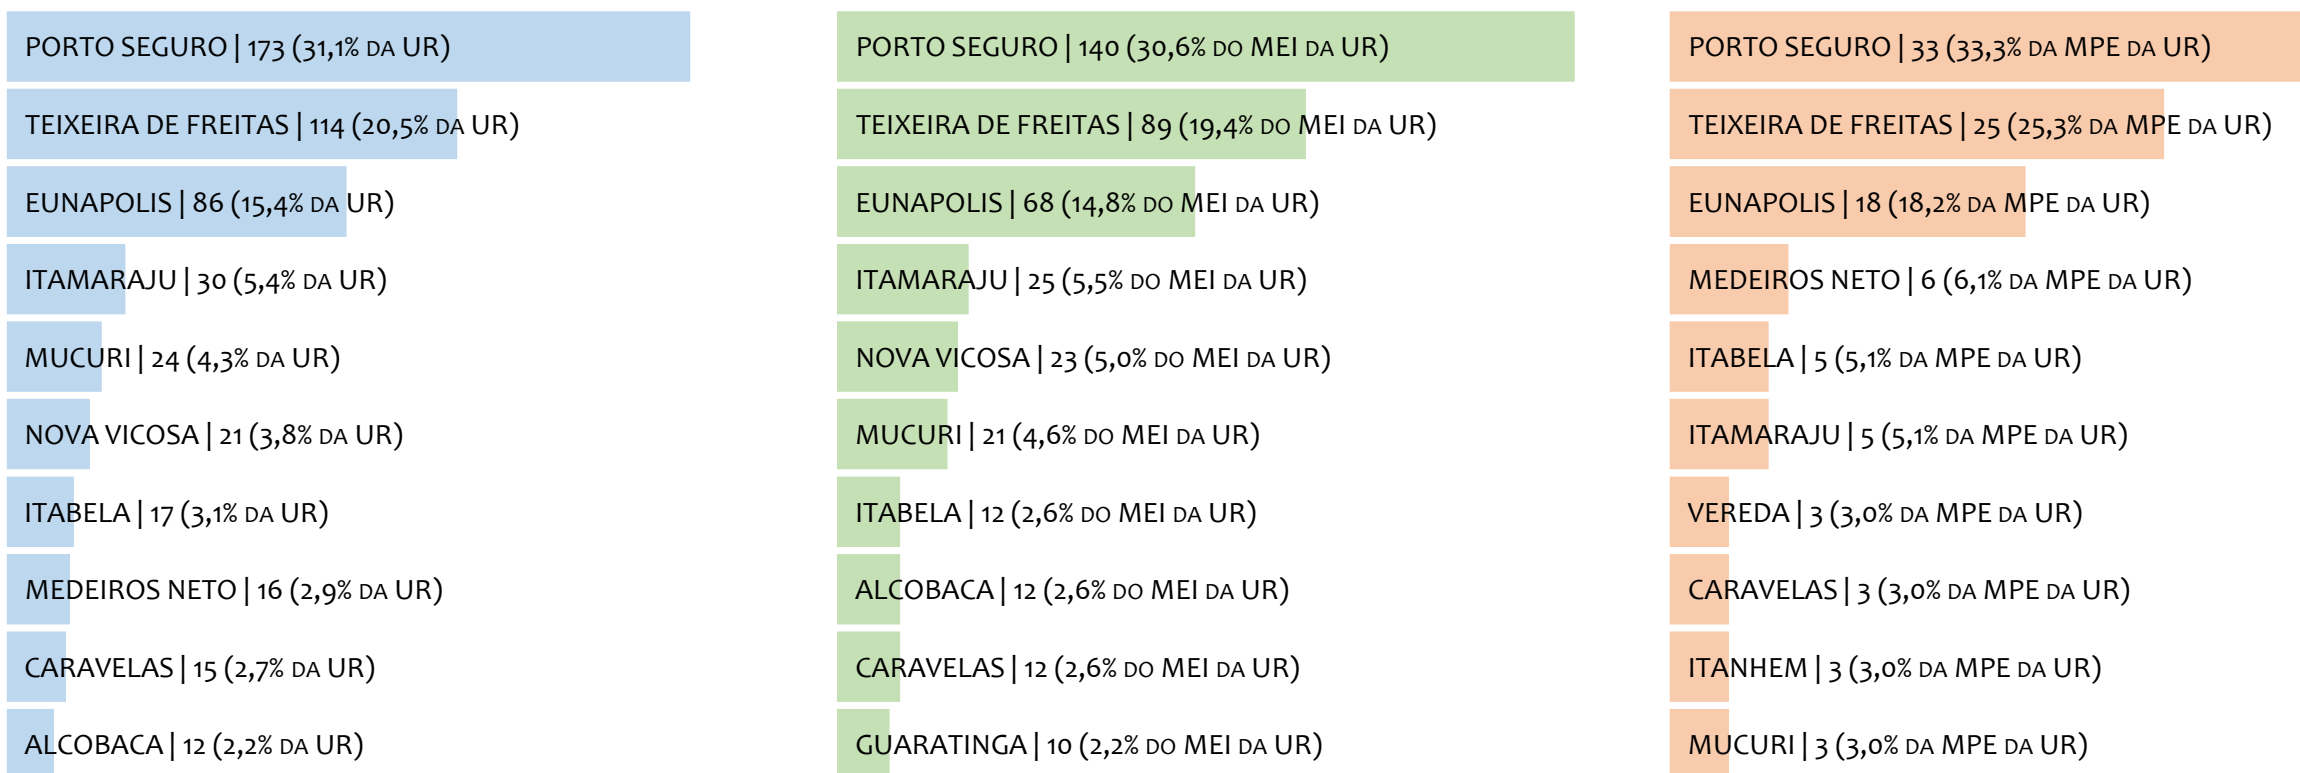 PORTO SEGURO | 173 (31,1% DA UR)
TEIXEIRA DE FREITAS | 114 (20,5% DA UR)
EUNAPOLIS | 86 (15,4% DA UR)
ITAMARAJU | 30 (5,4% DA UR)
MUCURI | 24 (4,3% DA UR)
NOVA VICOSA | 21 (3,8% DA UR)
ITABELA | 17 (3,1% DA UR)
MEDEIROS NETO | 16 (2,9% DA UR)
CARAVELAS | 15 (2,7% DA UR)
ALCOBACA | 12 (2,2% DA UR)
PORTO SEGURO | 140 (30,6% DO MEI DA UR)
TEIXEIRA DE FREITAS | 89 (19,4% DO MEI DA UR)
EUNAPOLIS | 68 (14,8% DO MEI DA UR)
ITAMARAJU | 25 (5,5% DO MEI DA UR)
NOVA VICOSA | 23 (5,0% DO MEI DA UR)
MUCURI | 21 (4,6% DO MEI DA UR)
ITABELA | 12 (2,6% DO MEI DA UR)
ALCOBACA | 12 (2,6% DO MEI DA UR)
CARAVELAS | 12 (2,6% DO MEI DA UR)
GUARATINGA | 10 (2,2% DO MEI DA UR)
PORTO SEGURO | 33 (33,3% DA MPE DA UR)
TEIXEIRA DE FREITAS | 25 (25,3% DA MPE DA UR)
EUNAPOLIS | 18 (18,2% DA MPE DA UR)
MEDEIROS NETO | 6 (6,1% DA MPE DA UR)
ITABELA | 5 (5,1% DA MPE DA UR)
ITAMARAJU | 5 (5,1% DA MPE DA UR)
VEREDA | 3 (3,0% DA MPE DA UR)
CARAVELAS | 3 (3,0% DA MPE DA UR)
ITANHEM | 3 (3,0% DA MPE DA UR)
MUCURI | 3 (3,0% DA MPE DA UR)